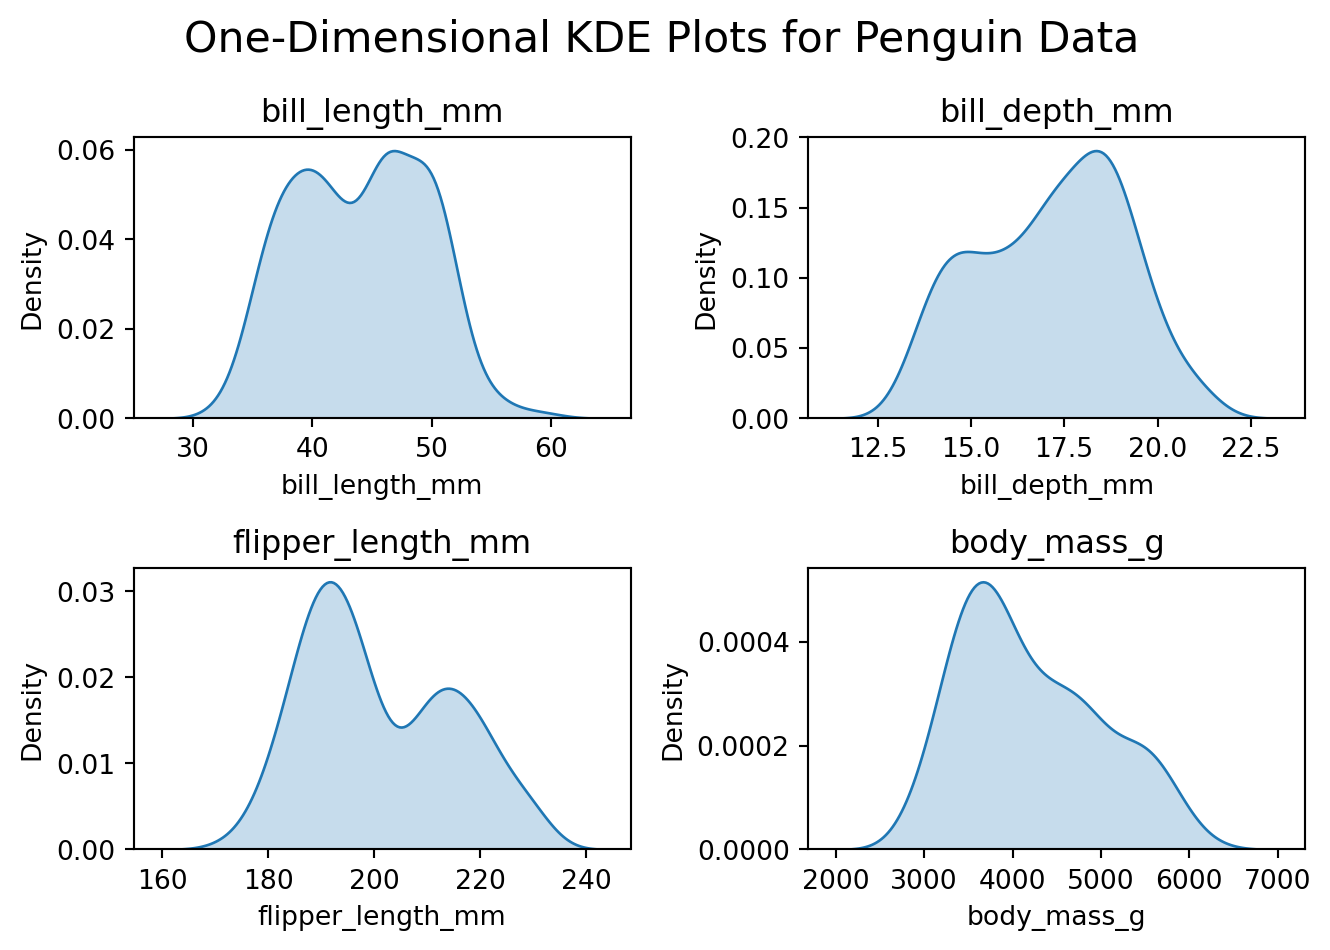 One-Dimensional KDE Plots for Penguin Data
bill_length_mm
0.06
0.04
0.02
0.00
Density
30 40 50 60
bill_length_mm
bill_depth_mm
0.20
0.15
0.10
0.05
0.00
Density
12.5 15.0 17.5 20.0 22.5
bill_depth_mm
flipper_length_mm
0.03
0.02
0.01
0.00
Density
160 180 200 220 240
flipper_length_mm
body_mass_g
0.0004
0.0002
0.0000
Density
2000 3000 4000 5000 6000 7000
body_mass_g